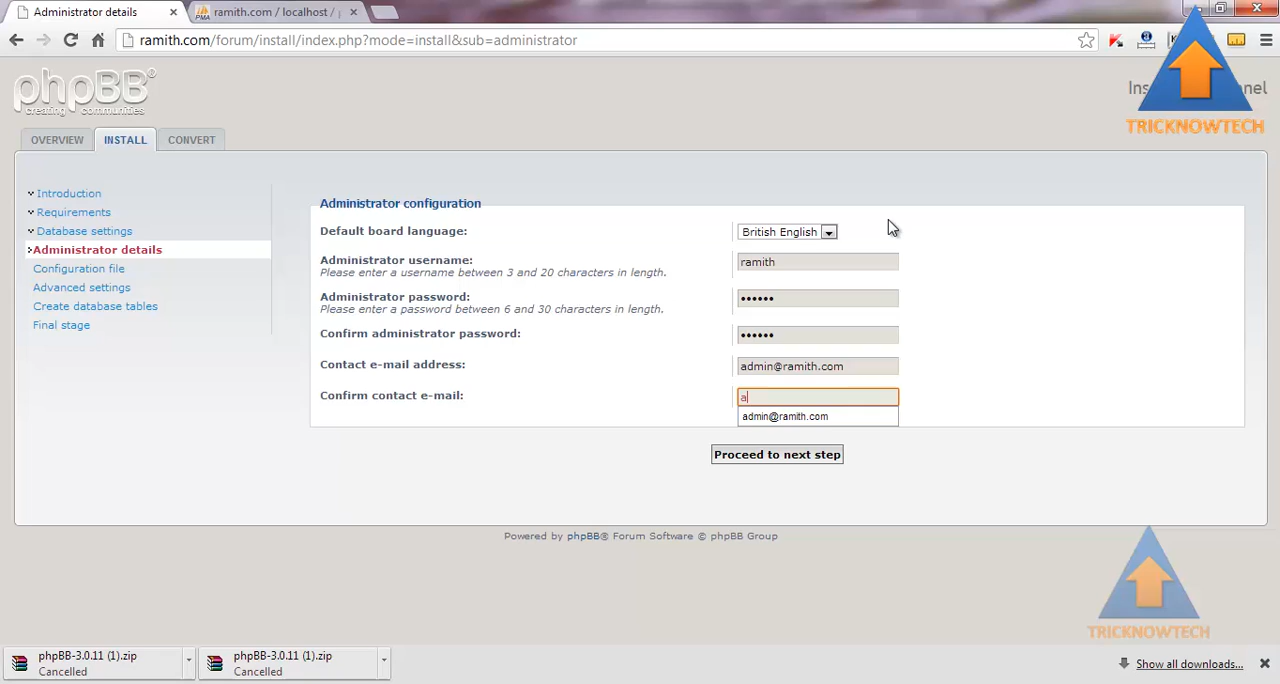 Administrator details
ramith.com / localhost / p
ramith.com/forum/install/index.php?mode=install&sub=administrator
phpBB®
creating communities
TRICKNOWTECH
OVERVIEW
INSTALL
CONVERT
Introduction
Requirements
Database settings
Administrator details
Configuration file
Advanced settings
Create database tables
Final stage
Administrator configuration
Default board language:
British English
Administrator username:
Please enter a username between 3 and 20 characters in length.
ramith
Administrator password:
Please enter a password between 6 and 30 characters in length.
••••••
Confirm administrator password:
••••••
Contact e-mail address:
admin@ramith.com
Confirm contact e-mail:
a
admin@ramith.com
Proceed to next step
Powered by phpBB® Forum Software © phpBB Group
TRICKNOWTECH
phpBB-3.0.11 (1).zip
Cancelled
phpBB-3.0.11 (1).zip
Cancelled
Show all downloads...